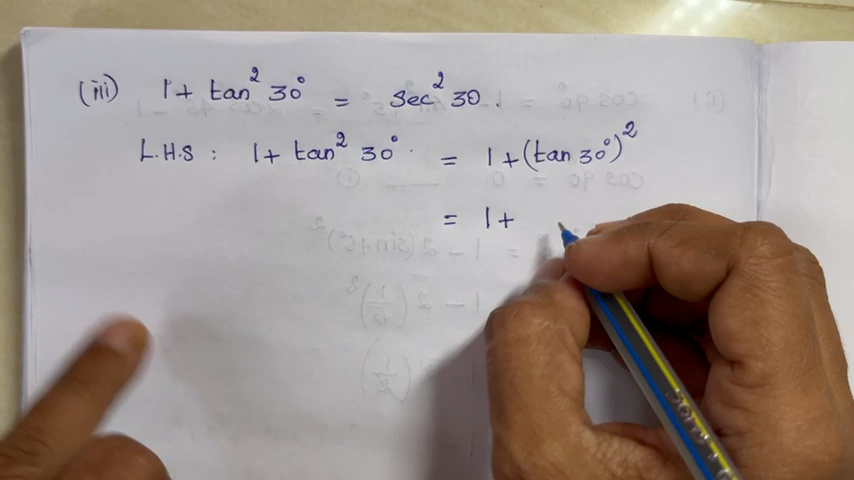 (iii) 1 + tan² 30° = sec² 30.
L.H.S : 1 + tan² 30° = 1 + (tan 30°)²
= 1 +